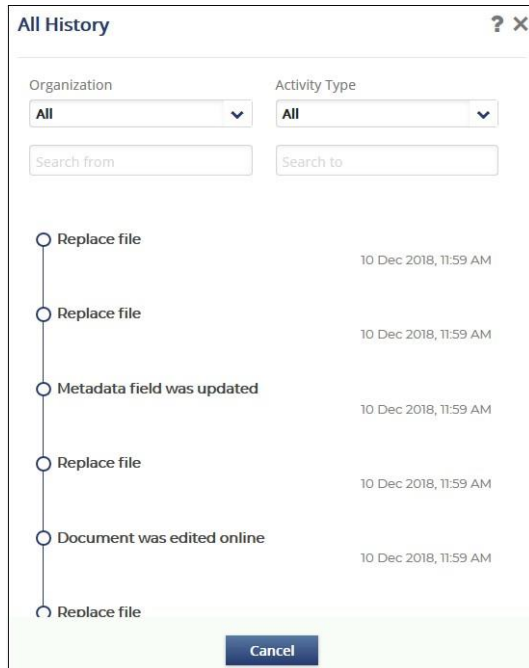 All History
? ×
Organization Activity Type
All All
Search from Search to
Replace file
10 Dec 2018, 11:59 AM
Replace file
10 Dec 2018, 11:59 AM
Metadata field was updated
10 Dec 2018, 11:59 AM
Replace file
10 Dec 2018, 11:59 AM
Document was edited online
10 Dec 2018, 11:59 AM
Replace file
Cancel